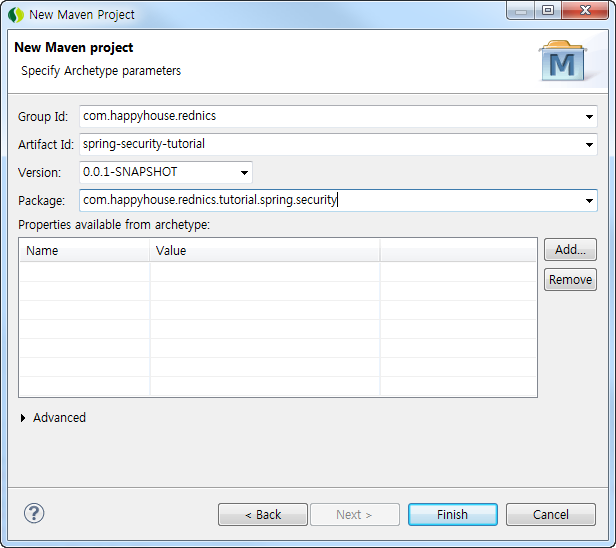 New Maven Project
New Maven project
Specify Archetype parameters
M
Group Id: com.happyhouse.rednics
Artifact Id: spring-security-tutorial
Version: 0.0.1-SNAPSHOT
Package: com.happyhouse.rednics.tutorial.spring.security
Properties available from archetype:
Name Value
Add...
Remove
Advanced
? < Back Next > Finish Cancel